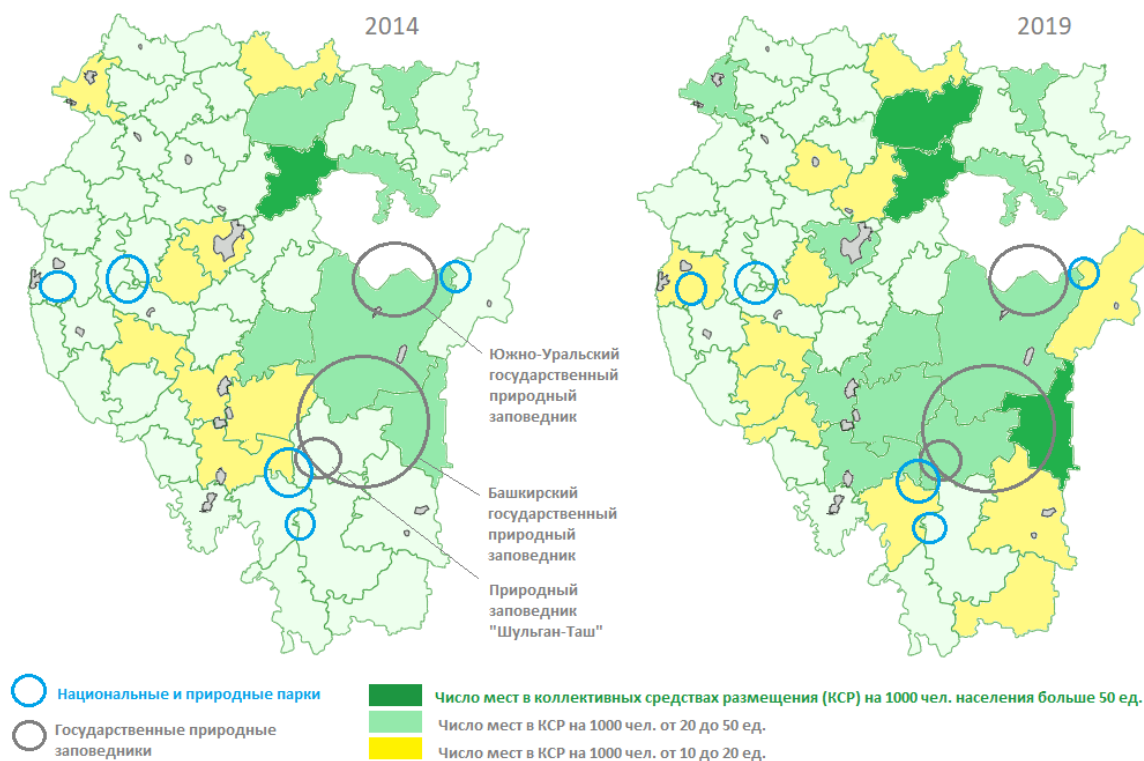 2014
2019
Южно-Уральский
государственный
природный
заповедник
Башкирский
государственный
природный
заповедник
Природный
заповедник
"Шульган-Таш"
Национальные и природные парки
Государственные природные
заповедники
Число мест в коллективных средствах размещения (КСР) на 1000 чел. населения больше 50 ед.
Число мест в КСР на 1000 чел. от 20 до 50 ед.
Число мест в КСР на 1000 чел. от 10 до 20 ед.